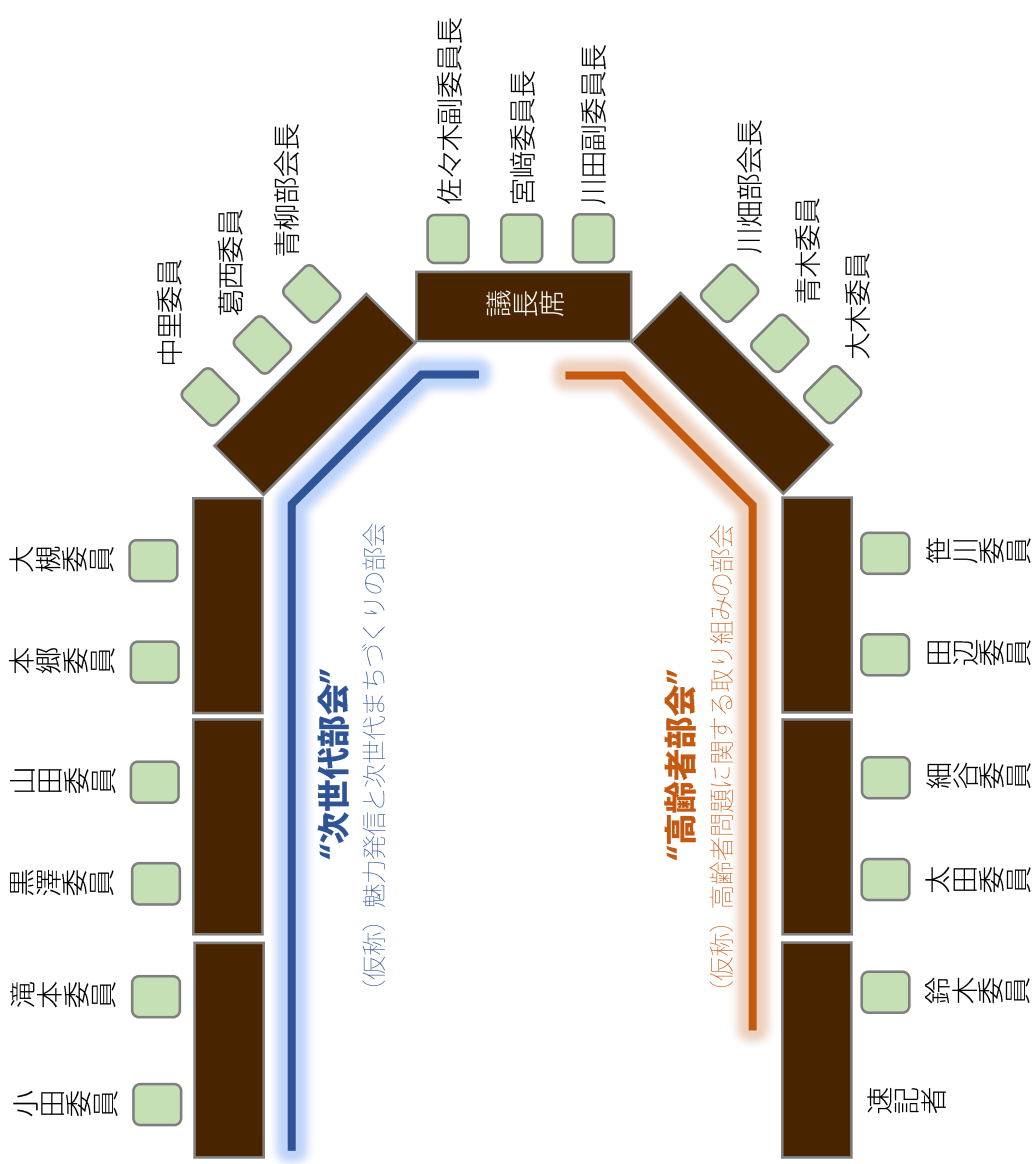 小田委員
滝本委員
黒澤委員
山田委員
本郷委員
大槻委員
中里委員
葛西委員
青柳部会長
“次世代部会”
（仮称）魅力発信と次世代まちづくりの部会
佐々木副委員長
議長席
宮﨑委員長
川田副委員長
“高齢者部会”
（仮称）高齢者問題に関する取り組みの部会
川畑部会長
青木委員
大木委員
速記者
鈴木委員
太田委員
細谷委員
田辺委員
笹川委員